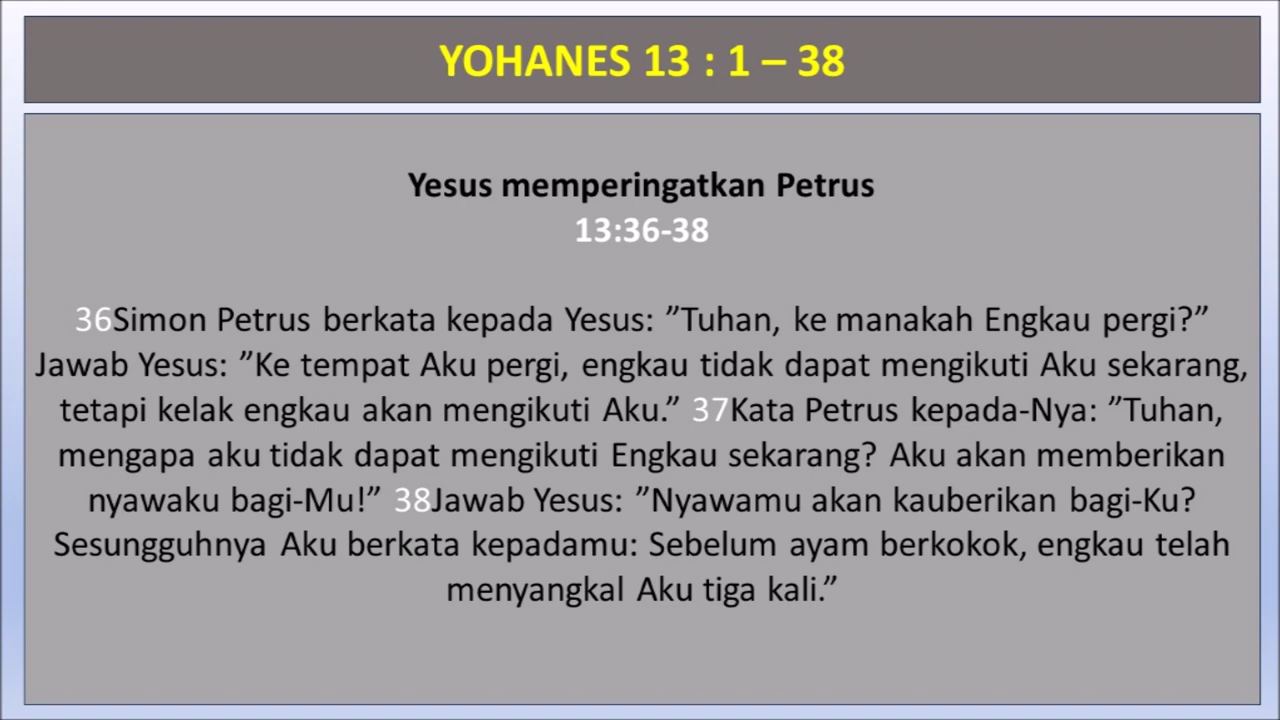 YOHANES 13 : 1 – 38
Yesus memperingatkan Petrus
13:36-38
36Simon Petrus berkata kepada Yesus: ”Tuhan, ke manakah Engkau pergi?”
Jawab Yesus: ”Ke tempat Aku pergi, engkau tidak dapat mengikuti Aku sekarang,
tetapi kelak engkau akan mengikuti Aku.” 37Kata Petrus kepada-Nya: ”Tuhan,
mengapa aku tidak dapat mengikuti Engkau sekarang? Aku akan memberikan
nyawaku bagi-Mu!” 38Jawab Yesus: ”Nyawamu akan kauberikan bagi-Ku?
Sesungguhnya Aku berkata kepadamu: Sebelum ayam berkokok, engkau telah
menyangkal Aku tiga kali.”